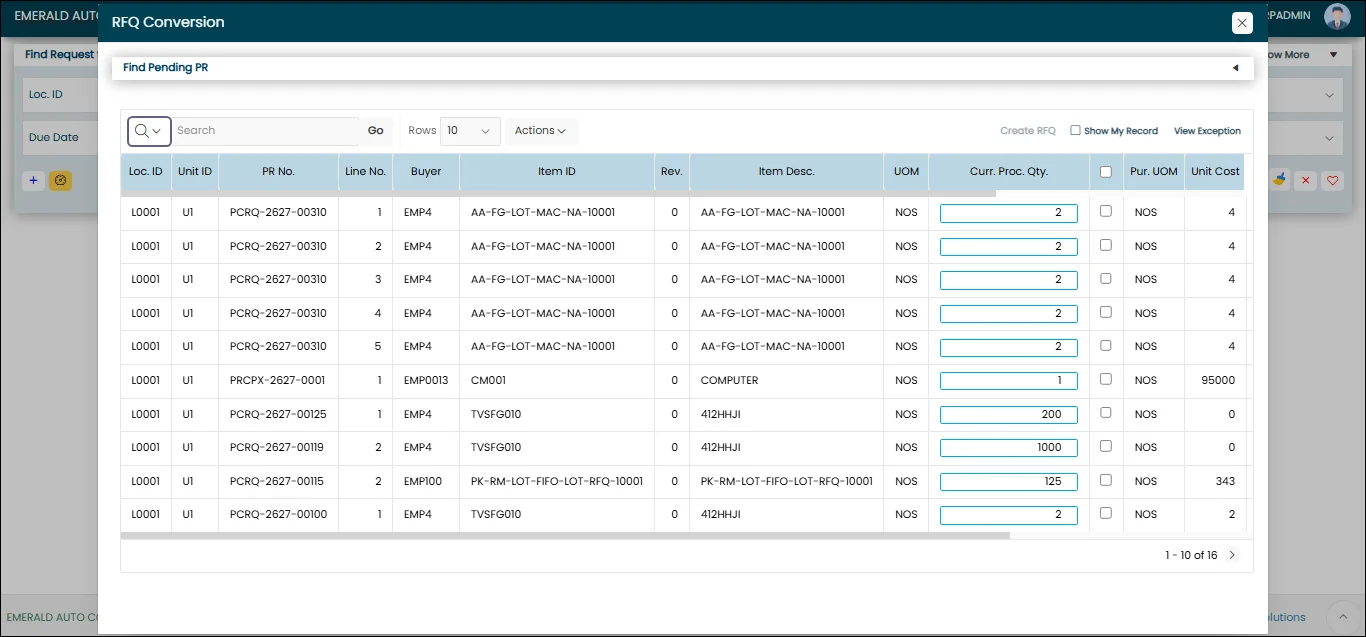 EMERALD AUTO
RFQ Conversion
RPADMIN
Find Request
Find Pending PR
ow More
Loc. ID
Due Date
Search
Go
Rows
10
Actions
Create RFQ
Show My Record
View Exception
Loc. ID Unit ID PR No. Line No. Buyer Item ID Rev. Item Desc. UOM Curr. Proc. Qty. Pur. UOM Unit Cost
L0001 U1 PCRQ-2627-00310 1 EMP4 AA-FG-LOT-MAC-NA-10001 0 AA-FG-LOT-MAC-NA-10001 NOS 2 NOS 4
L0001 U1 PCRQ-2627-00310 2 EMP4 AA-FG-LOT-MAC-NA-10001 0 AA-FG-LOT-MAC-NA-10001 NOS 2 NOS 4
L0001 U1 PCRQ-2627-00310 3 EMP4 AA-FG-LOT-MAC-NA-10001 0 AA-FG-LOT-MAC-NA-10001 NOS 2 NOS 4
L0001 U1 PCRQ-2627-00310 4 EMP4 AA-FG-LOT-MAC-NA-10001 0 AA-FG-LOT-MAC-NA-10001 NOS 2 NOS 4
L0001 U1 PCRQ-2627-00310 5 EMP4 AA-FG-LOT-MAC-NA-10001 0 AA-FG-LOT-MAC-NA-10001 NOS 2 NOS 4
L0001 U1 PRCPX-2627-0001 1 EMP0013 CM001 0 COMPUTER NOS 1 NOS 95000
L0001 U1 PCRQ-2627-00125 1 EMP4 TVSFG010 0 412HHJI NOS 200 NOS 0
L0001 U1 PCRQ-2627-00119 2 EMP4 TVSFG010 0 412HHJI NOS 1000 NOS 0
L0001 U1 PCRQ-2627-00115 2 EMP100 PK-RM-LOT-FIFO-LOT-RFQ-10001 0 PK-RM-LOT-FIFO-LOT-RFQ-10001 NOS 125 NOS 343
L0001 U1 PCRQ-2627-00100 1 EMP4 TVSFG010 0 412HHJI NOS 2 NOS 2
1 - 10 of 16
EMERALD AUTO CO
olutions